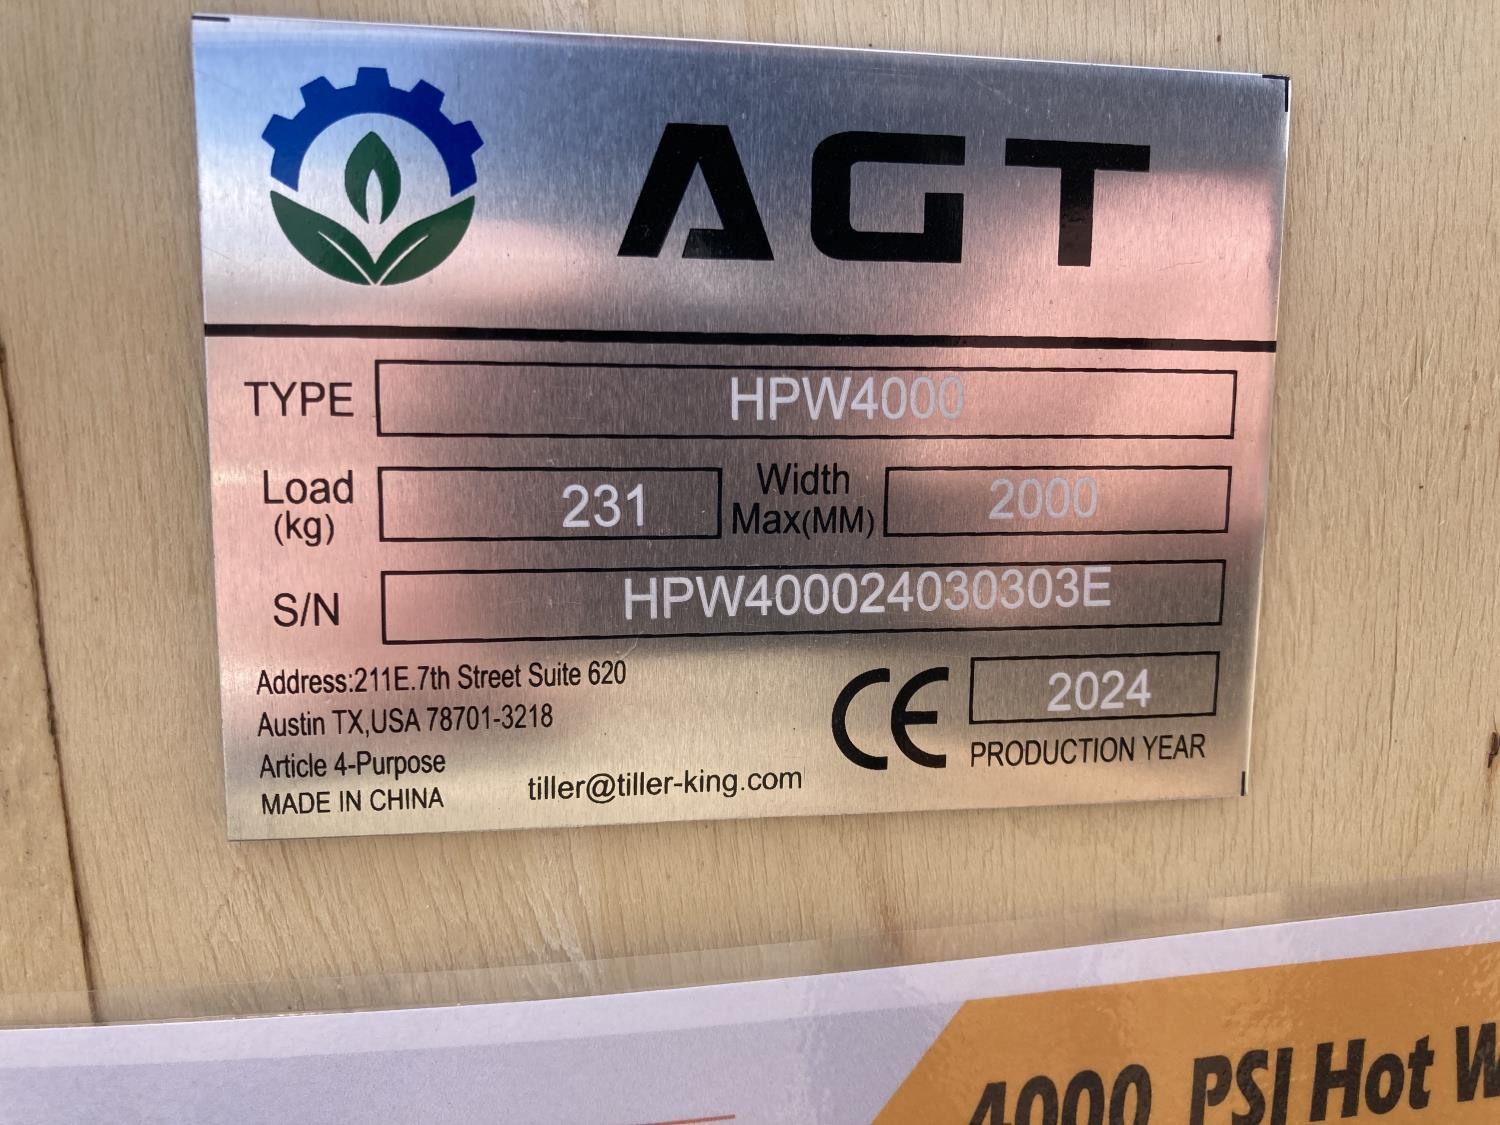 AGT
TYPE HPW4000
Load (kg) 231 Width Max(MM) 2000
S/N HPW400024030303E
Address:211E.7th Street Suite 620
Austin TX,USA 78701-3218
Article 4-Purpose
MADE IN CHINA
tiller@tiller-king.com
CE
2024
PRODUCTION YEAR
4000 PSI Hot W